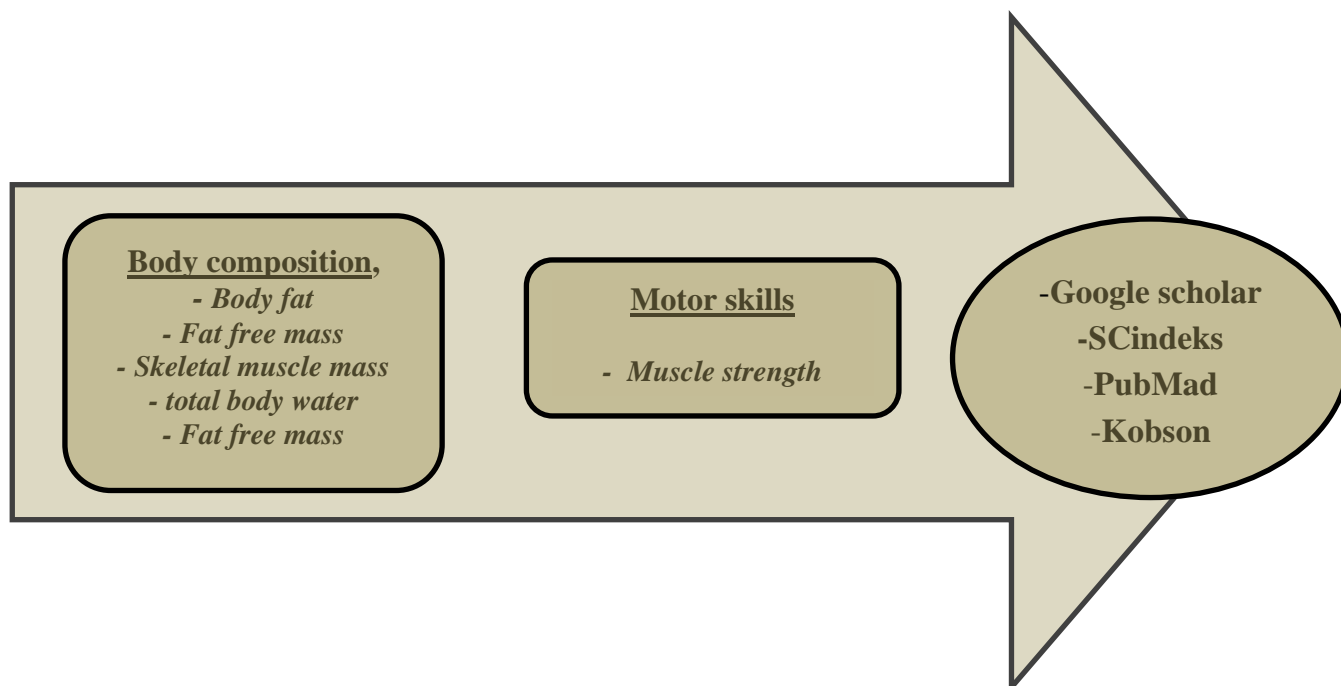 Body composition,
- Body fat
- Fat free mass
- Skeletal muscle mass
- total body water
- Fat free mass
Motor skills
- Muscle strength
-Google scholar
-SCindeks
-PubMad
-Kobson